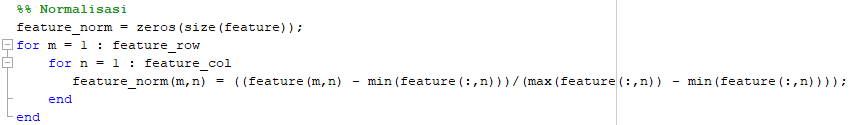 %% Normalisasi
feature_norm = zeros(size(feature));
for m = 1 : feature_row
for n = 1 : feature_col
feature_norm(m,n) = ((feature(m,n) - min(feature(:,n)))/(max(feature(:,n)) - min(feature(:,n))));
end
end